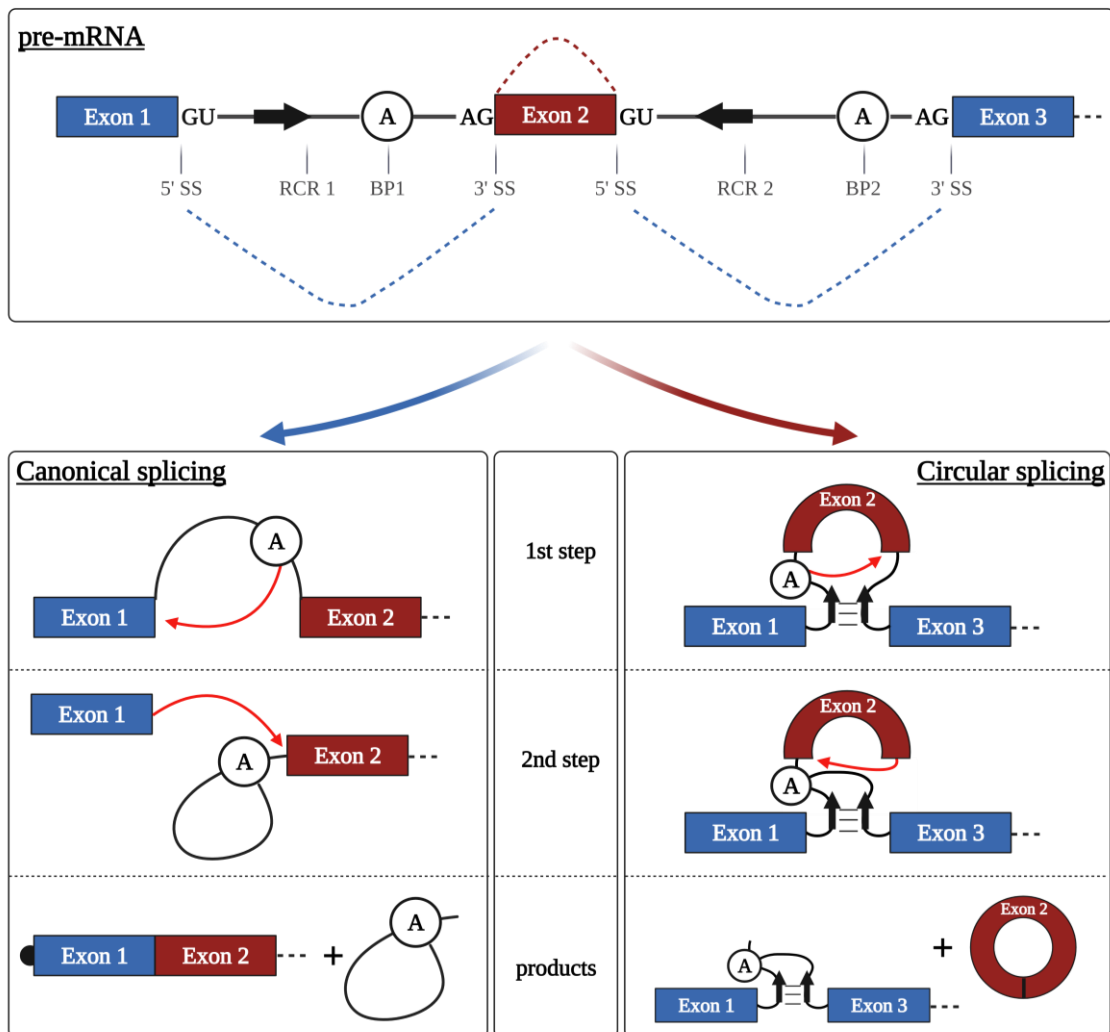 pre-mRNA
Exon 1 GU A AG Exon 2 GU A AG Exon 3
5' SS RCR 1 BP1 3' SS 5' SS RCR 2 BP2 3' SS
Canonical splicing
Circular splicing
A
Exon 1 Exon 2
1st step
Exon 2
A
Exon 1 Exon 3
Exon 1
A Exon 2
2nd step
Exon 2
A
Exon 1 Exon 3
Exon 1 Exon 2 + A
products
A
Exon 1 Exon 3
+ Exon 2